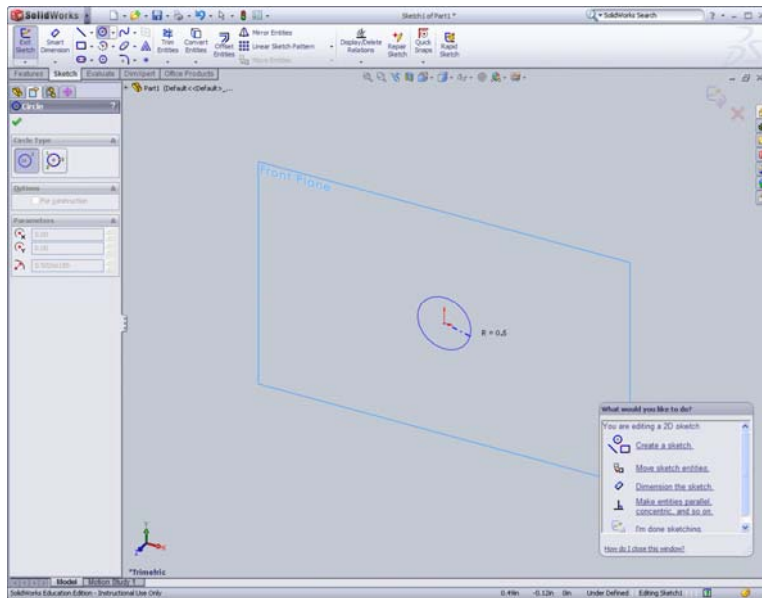 SolidWorks
Sketch1 of Part1 *
SolidWorks Search
Exit Sketch
Smart Dimension
Trim Entities
Convert Entities
Offset Entities
Mirror Entities
Linear Sketch Pattern
Move Entities
Display/Delete Relations
Repair Sketch
Quick Snaps
Rapid Sketch
Features Sketch Evaluate DimXpert Office Products
Part1 (Default<<Default>_...
Circle
?
Circle Type
Options
For construction
Parameters
0.00
0.00
Front Plane
R = 0.5
What would you like to do?
You are editing a 2D sketch
Create a sketch.
Move sketch entities.
Dimension the sketch.
Make entities parallel,
concentric, and so on.
I'm done sketching.
How do I close this window?
Y
X
*Trimetric
Model Motion Study 1
SolidWorks Education Edition - Instructional Use Only
0.49in -0.12in 0in Under Defined Editing Sketch1